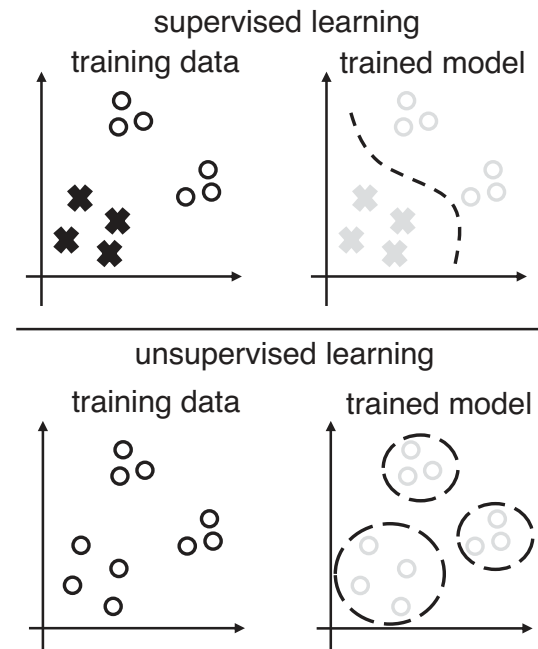 supervised learning
training data
trained model
unsupervised learning
training data
trained model